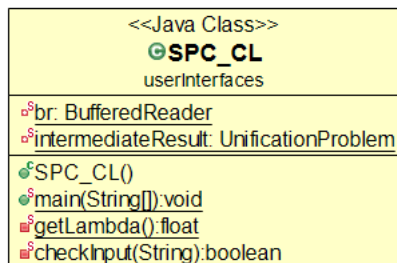 <<Java Class>>
SPC_CL
userInterfaces
br: BufferedReader
intermediateResult: UnificationProblem
SPC_CL()
main(String[]):void
getLambda():float
checkInput(String):boolean